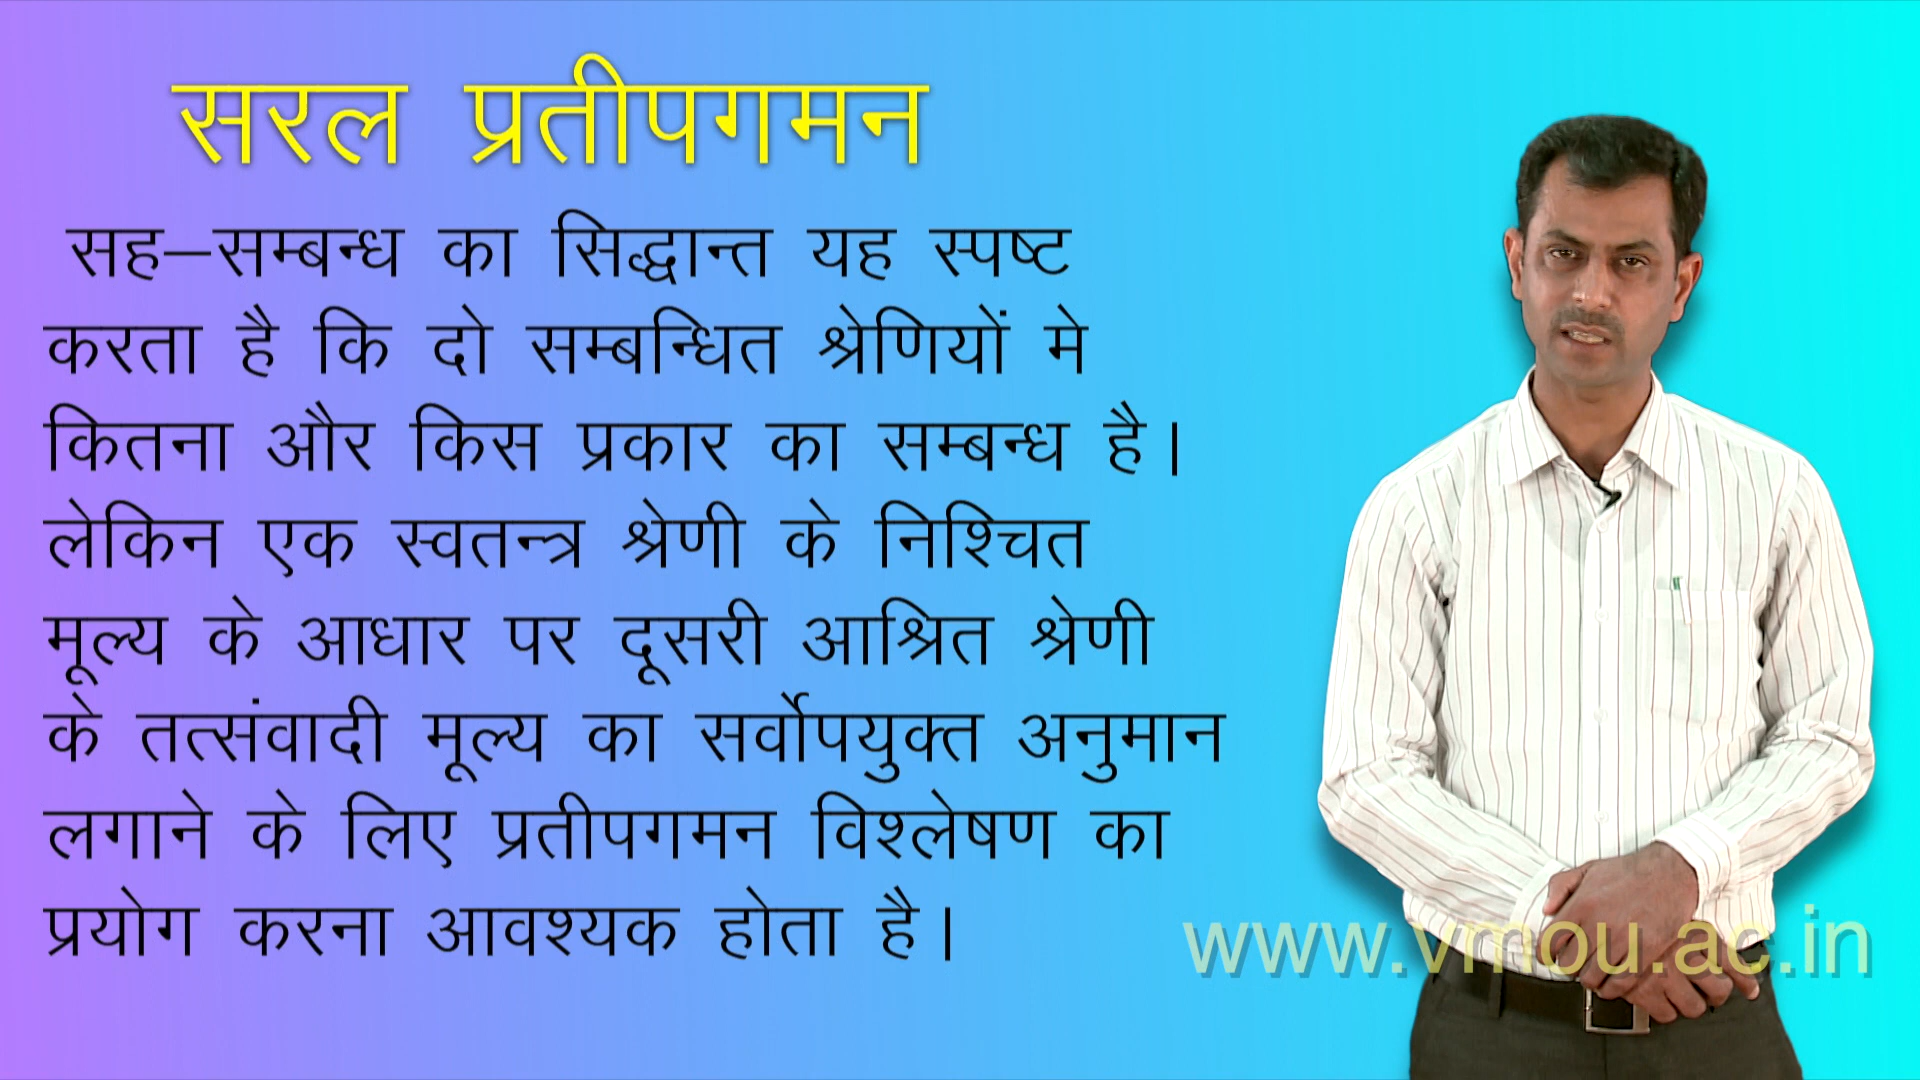 सरल प्रतीपगमन
सह–सम्बन्ध का सिद्धान्त यह स्पष्ट
करता है कि दो सम्बन्धित श्रेणियों मे
कितना और किस प्रकार का सम्बन्ध है।
लेकिन एक स्वतन्त्र श्रेणी के निश्चित
मूल्य के आधार पर दूसरी आश्रित श्रेणी
के तत्संवादी मूल्य का सर्वोपयुक्त अनुमान
लगाने के लिए प्रतीपगमन विश्लेषण का
प्रयोग करना आवश्यक होता है।
www.vmou.ac.in